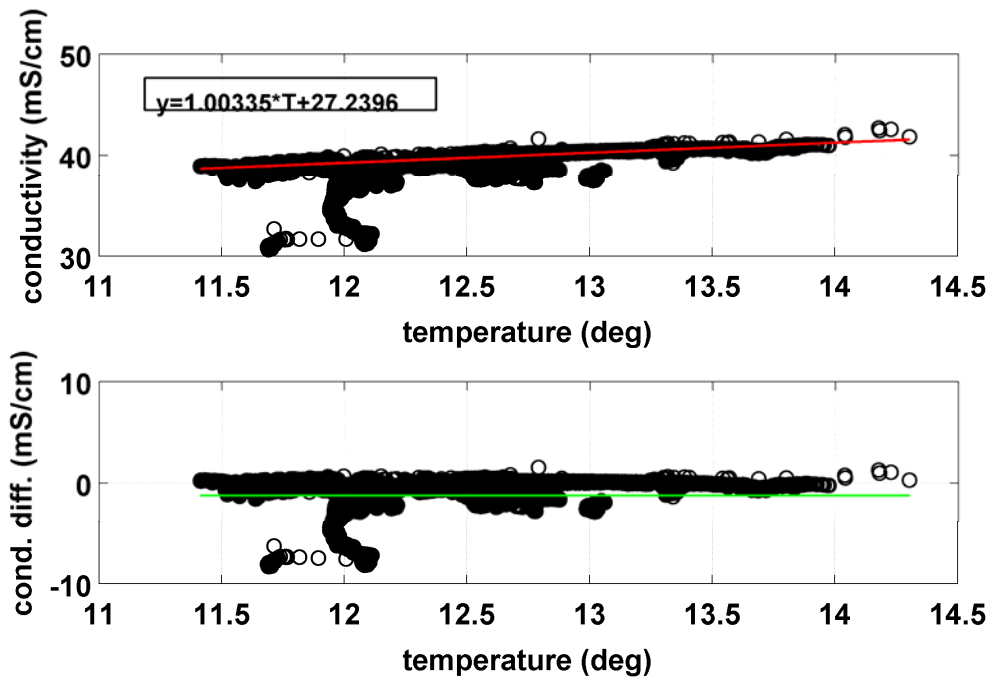 conductivity (mS/cm)
50
40
30
y=1.00335*T+27.2396
11 11.5 12 12.5 13 13.5 14 14.5
temperature (deg)
cond. diff. (mS/cm)
10
0
-10
11 11.5 12 12.5 13 13.5 14 14.5
temperature (deg)